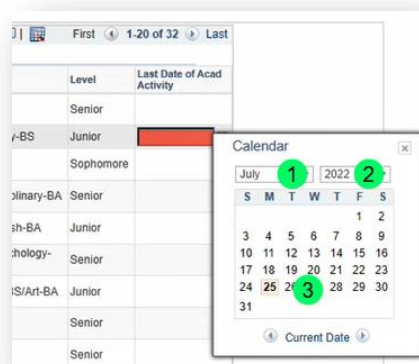 First 1-20 of 32 Last
Level Last Date of Acad Activity
Senior
y-BS Junior
Sophomore
plinary-BA Senior
sh-BA Junior
chology- Senior
S/Art-BA Junior
Senior
Senior
Calendar
July 1 2022 2
S M T W T F S
1 2
3 4 5 6 7 8 9
10 11 12 13 14 15 16
17 18 19 20 21 22 23
24 25 26 3 28 29 30
31
Current Date